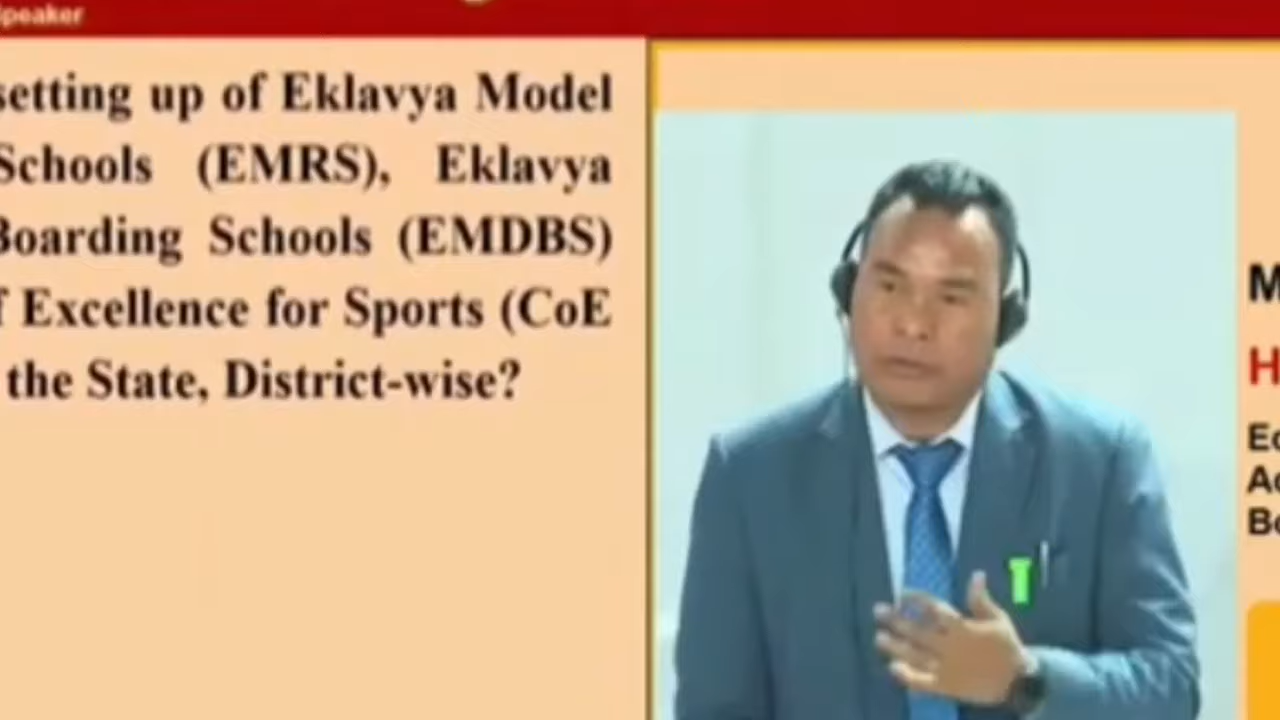 Speaker
setting up of Eklavya Model
Schools (EMRS), Eklavya
Boarding Schools (EMDBS)
f Excellence for Sports (CoE
the State, District-wise?
M
H
Ed
Ad
Bo